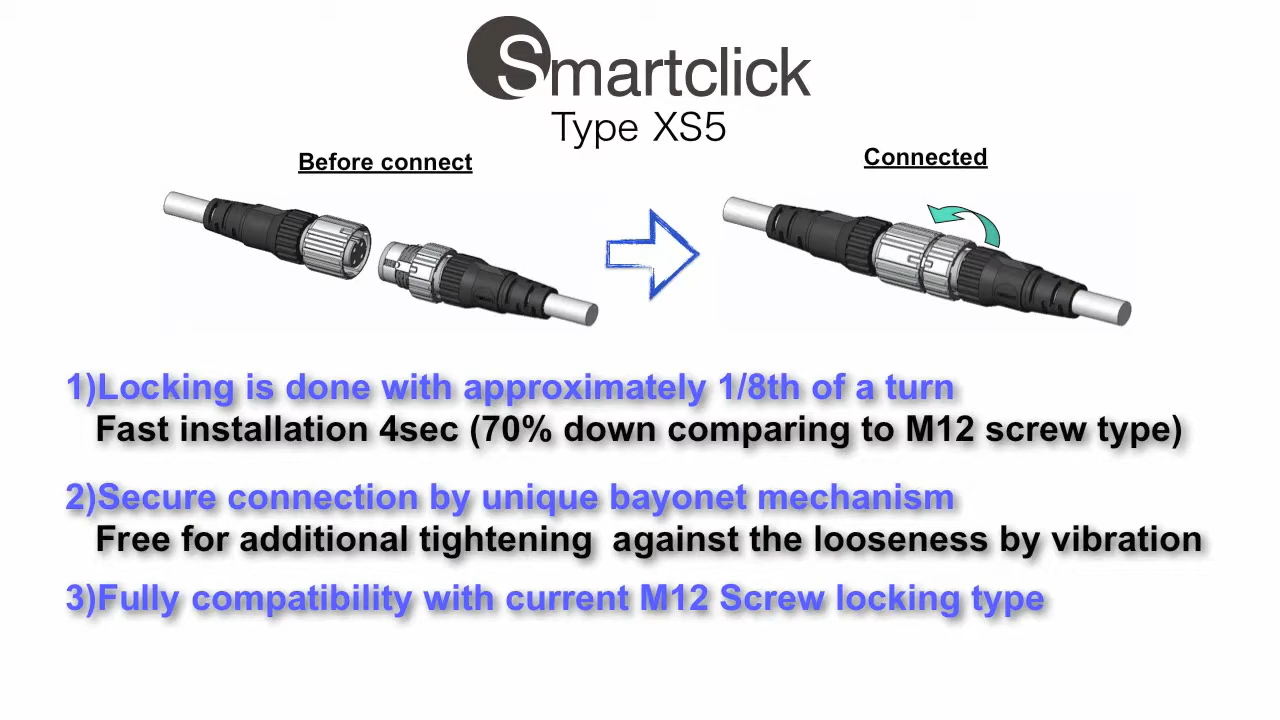 Smartclick
Type XS5
Before connect
Connected
1)Locking is done with approximately 1/8th of a turn
Fast installation 4sec (70% down comparing to M12 screw type)
2)Secure connection by unique bayonet mechanism
Free for additional tightening  against the looseness by vibration
3)Fully compatibility with current M12 Screw locking type